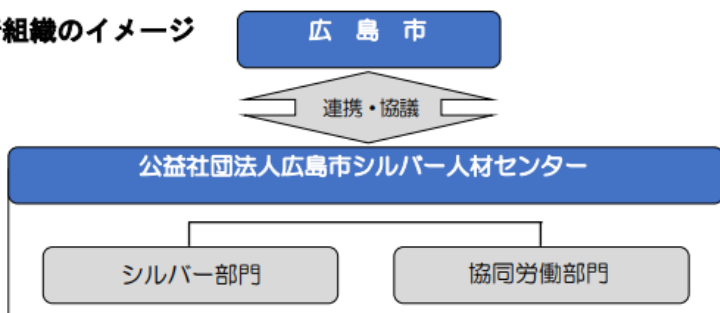 組織のイメージ
広島市
連携・協議
公益社団法人広島市シルバー人材センター
シルバー部門
協同労働部門